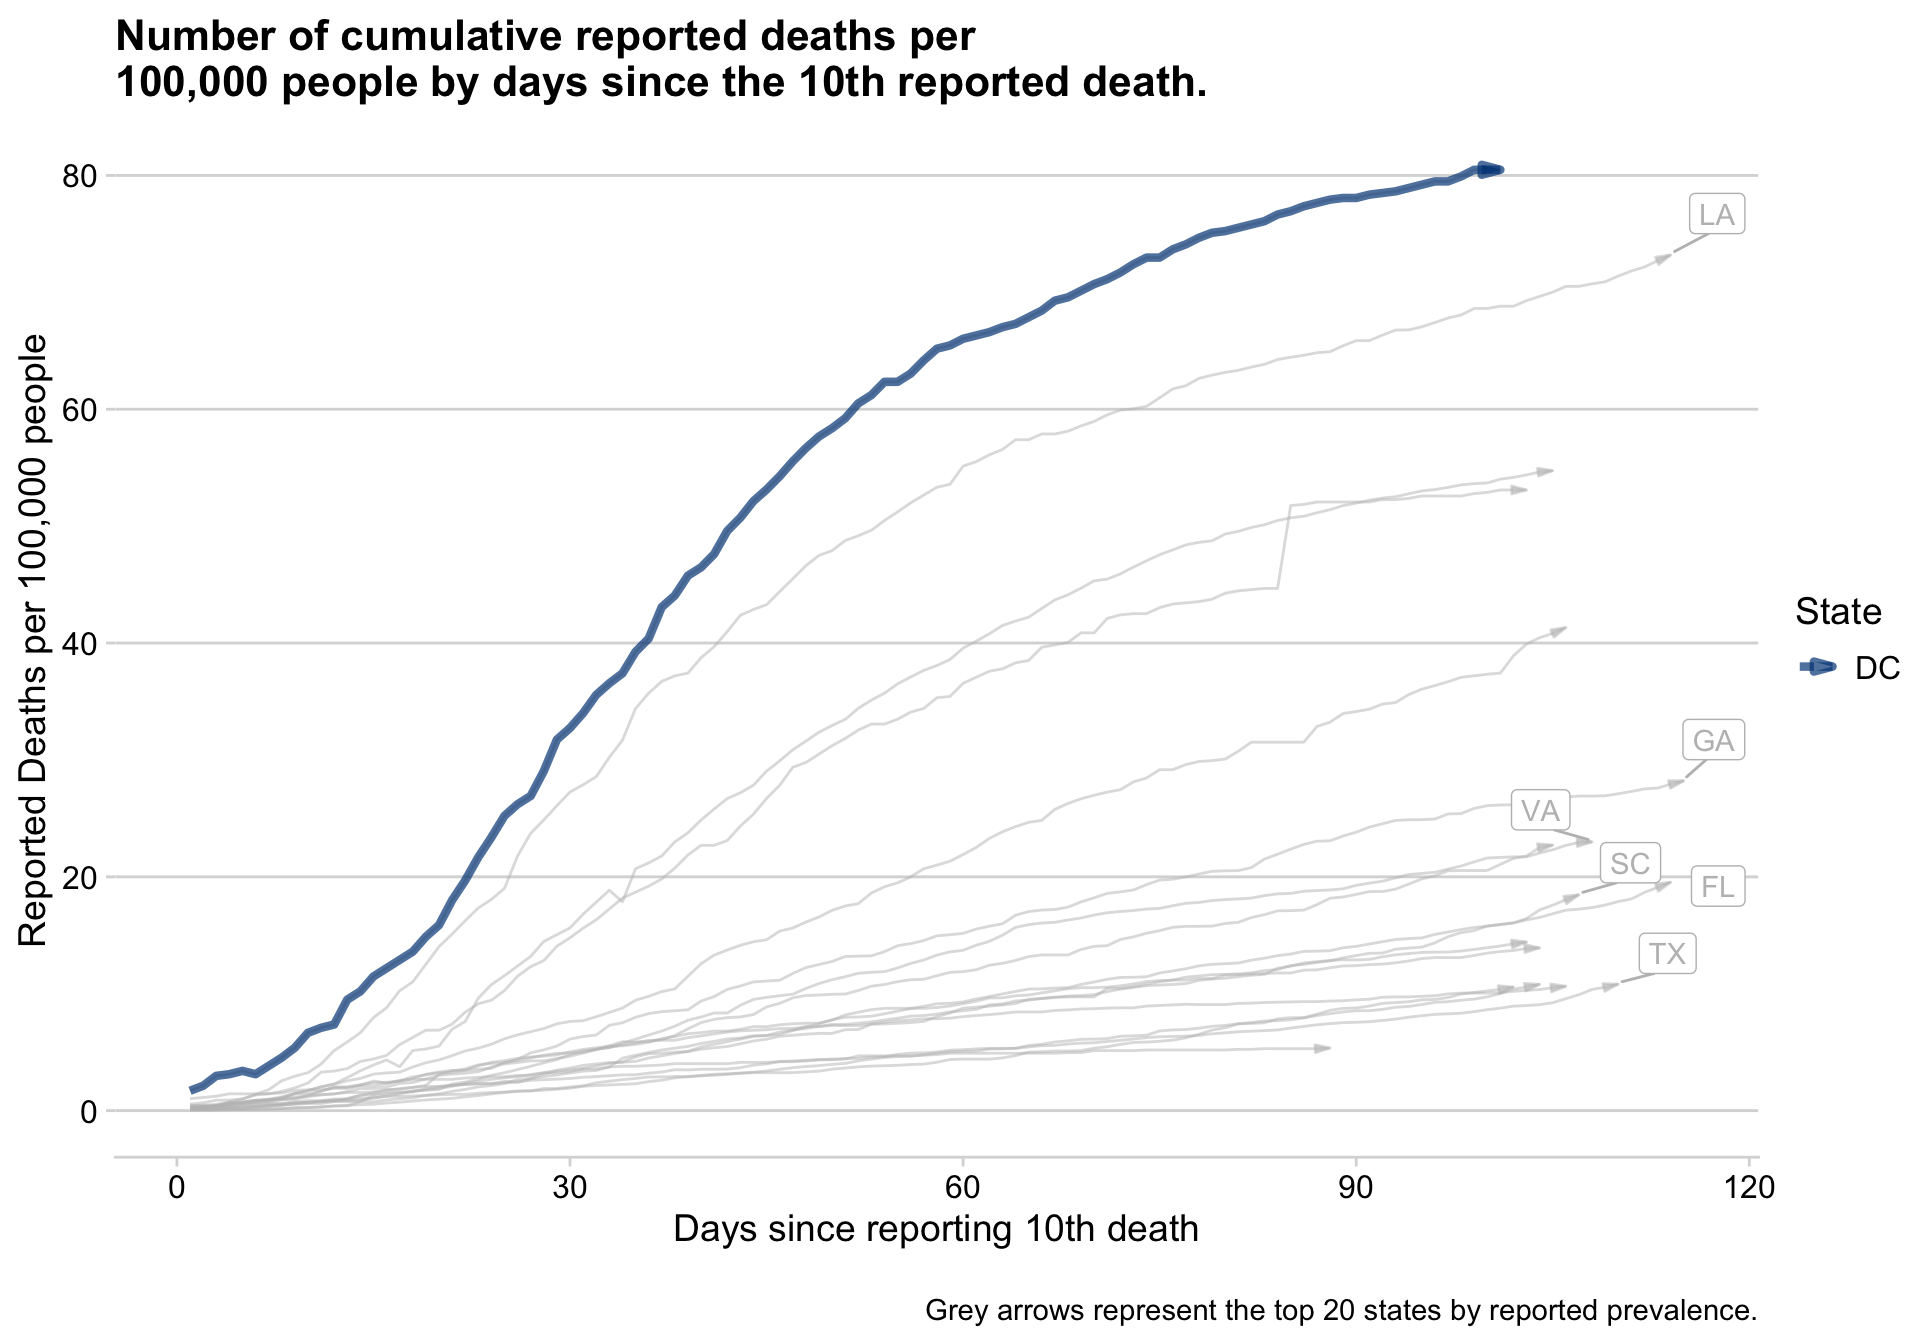 Number of cumulative reported deaths per
100,000 people by days since the 10th reported death.
Reported Deaths per 100,000 people
80
60
40
20
0
LA
GA
VA
SC
FL
TX
State
DC
0 30 60 90 120
Days since reporting 10th death
Grey arrows represent the top 20 states by reported prevalence.